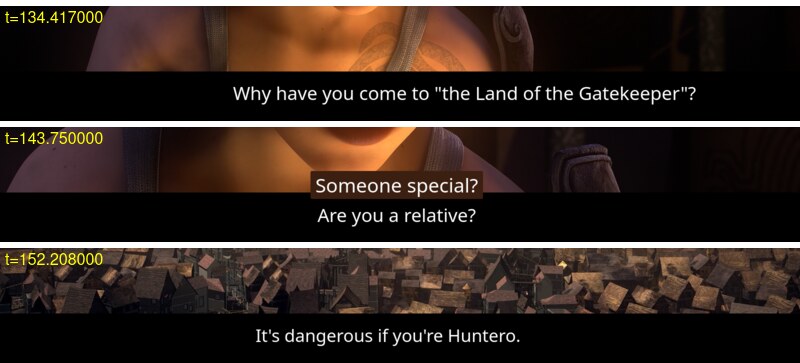 t=134.417000
Why have you come to "the Land of the Gatekeeper"?
t=143.750000
Someone special?
Are you a relative?
t=152.208000
It's dangerous if you're Huntero.